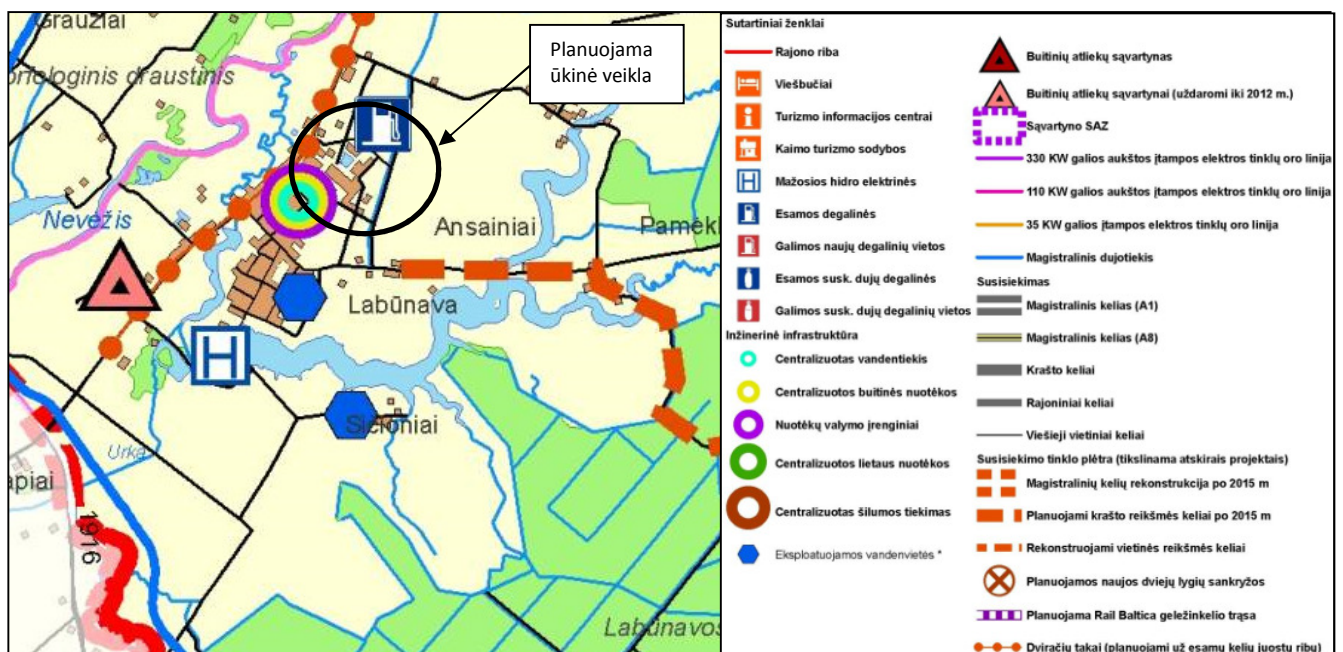 Graužiai
draustinis
Planuojama
ūkinė veikla
Nevėžis
Ansainiai
Labūnava
H
Urka
1916
Sutartiniai ženklai
Rajono riba
Viešbučiai
Turizmo informacijos centrai
Kaimo turizmo sodybos
H
Mažosios hidro elektrinės
Esamos degalinės
Galimos naujų degalinių vietos
Esamos susk. dujų degalinės
Galimos susk. dujų degalinių vietos
Inžinerinė infrastruktūra
Centralizuotas vandentiekis
Centralizuotos buitinės nuotėkos
Nuotėkų valymo įrenginiai
Centralizuotos lietaus nuotėkos
Centralizuotas šilumos tiekimas
Eksploatuojamos vandenvietės *
Buitinių atliekų sąvartynas
Buitinių atliekų sąvartynai (uždaromi iki 2012 m.)
Sąvartyno SAZ
330 KW galios aukštos įtampos elektros tinklų oro linija
110 KW galios aukštos įtampos elektros tinklų oro linija
35 KW galios įtampos elektros tinklų oro linija
Magistralinis dujotiekis
Susisiekimas
Magistralinis kelias (A1)
Magistralinis kelias (A8)
Krašto keliai
Rajoniniai keliai
Viešieji vietiniai keliai
Susisiekimo tinklo plėtra (tikslinama atskirais projektais)
Magistralinių kelių rekonstrukcija po 2015 m
Planuojami krašto reikšmės keliai po 2015 m
Rekonstruojami vietinės reikšmės keliai
Planuojamos naujos dviejų lygių sankryžos
Planuojama Rail Baltica geležinkelio trąsa
Dviračių takai (planuojami už esamų kelių juostų ribų)